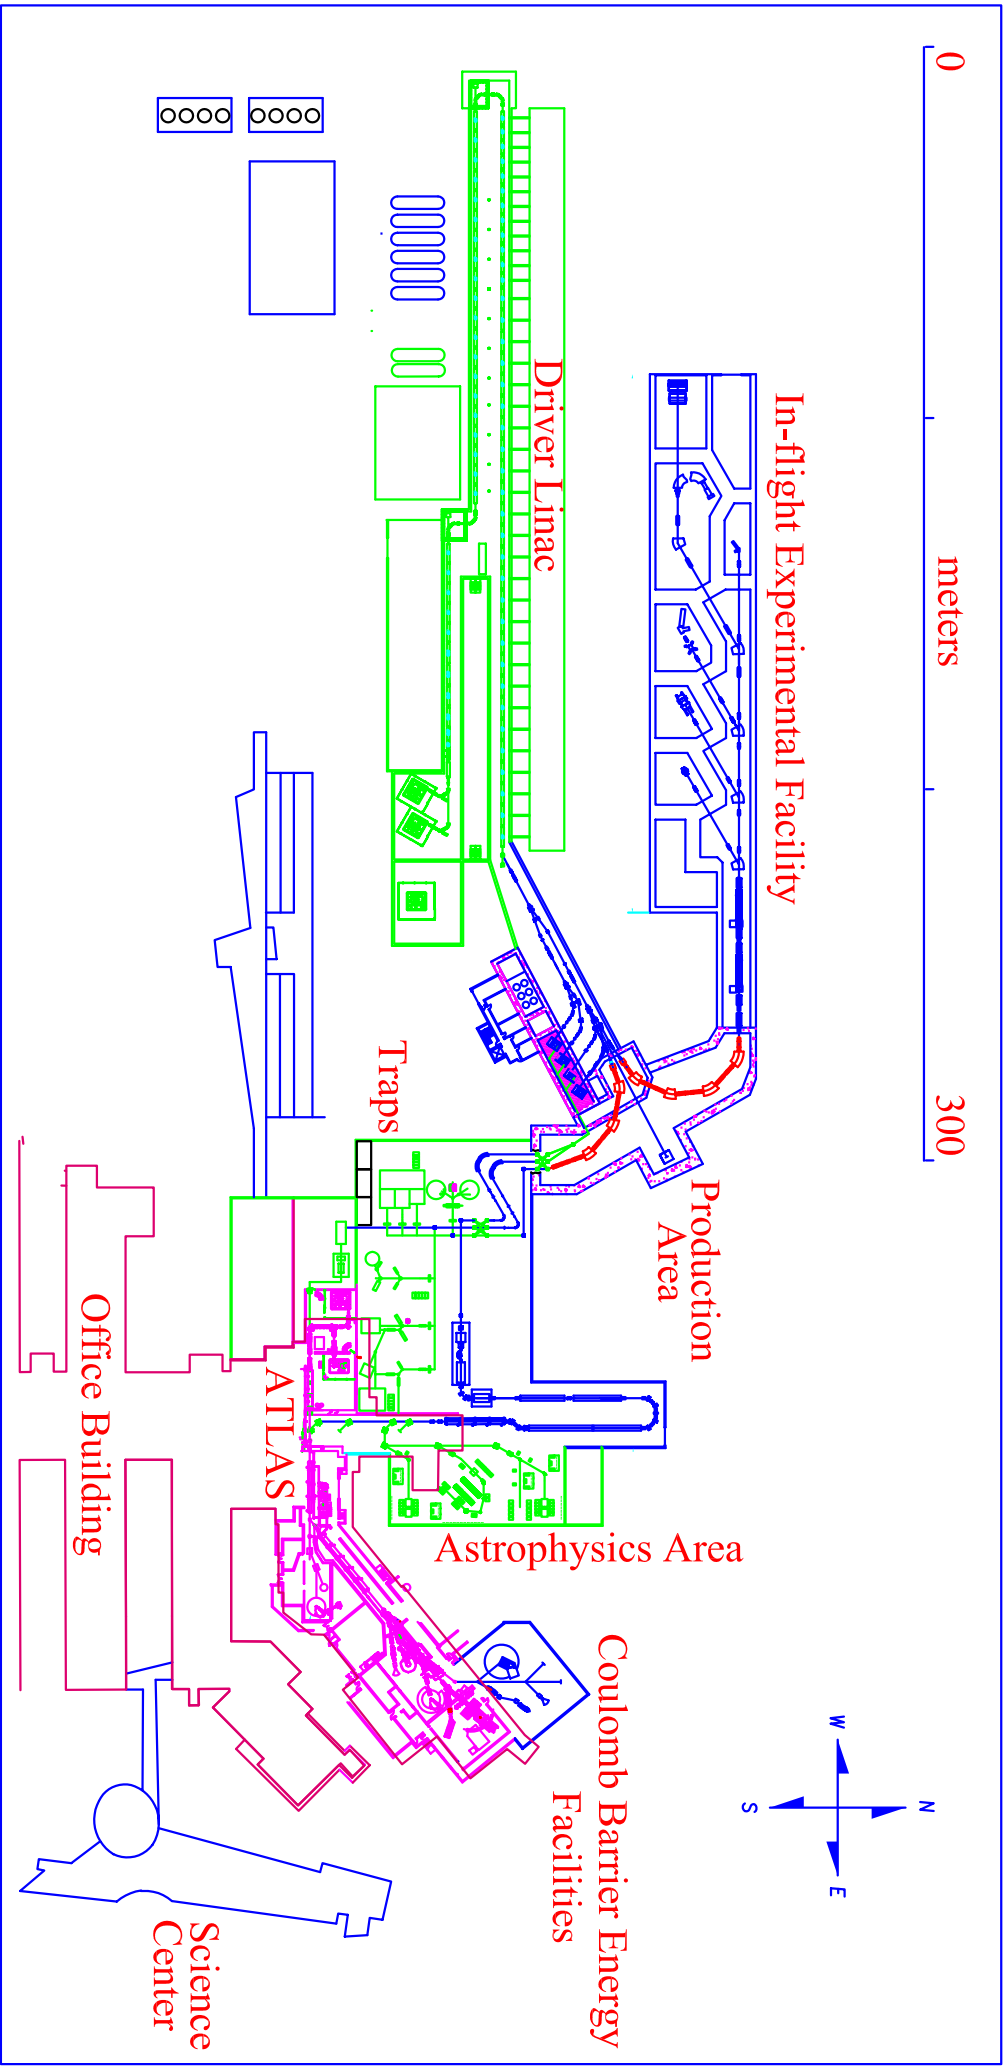 0
meters
300
In-flight Experimental Facility
Driver Linac
Production
Area
Traps
Astrophysics Area
ATLAS
Office Building
Coulomb Barrier Energy
Facilities
Science
Center
N
W
E
S